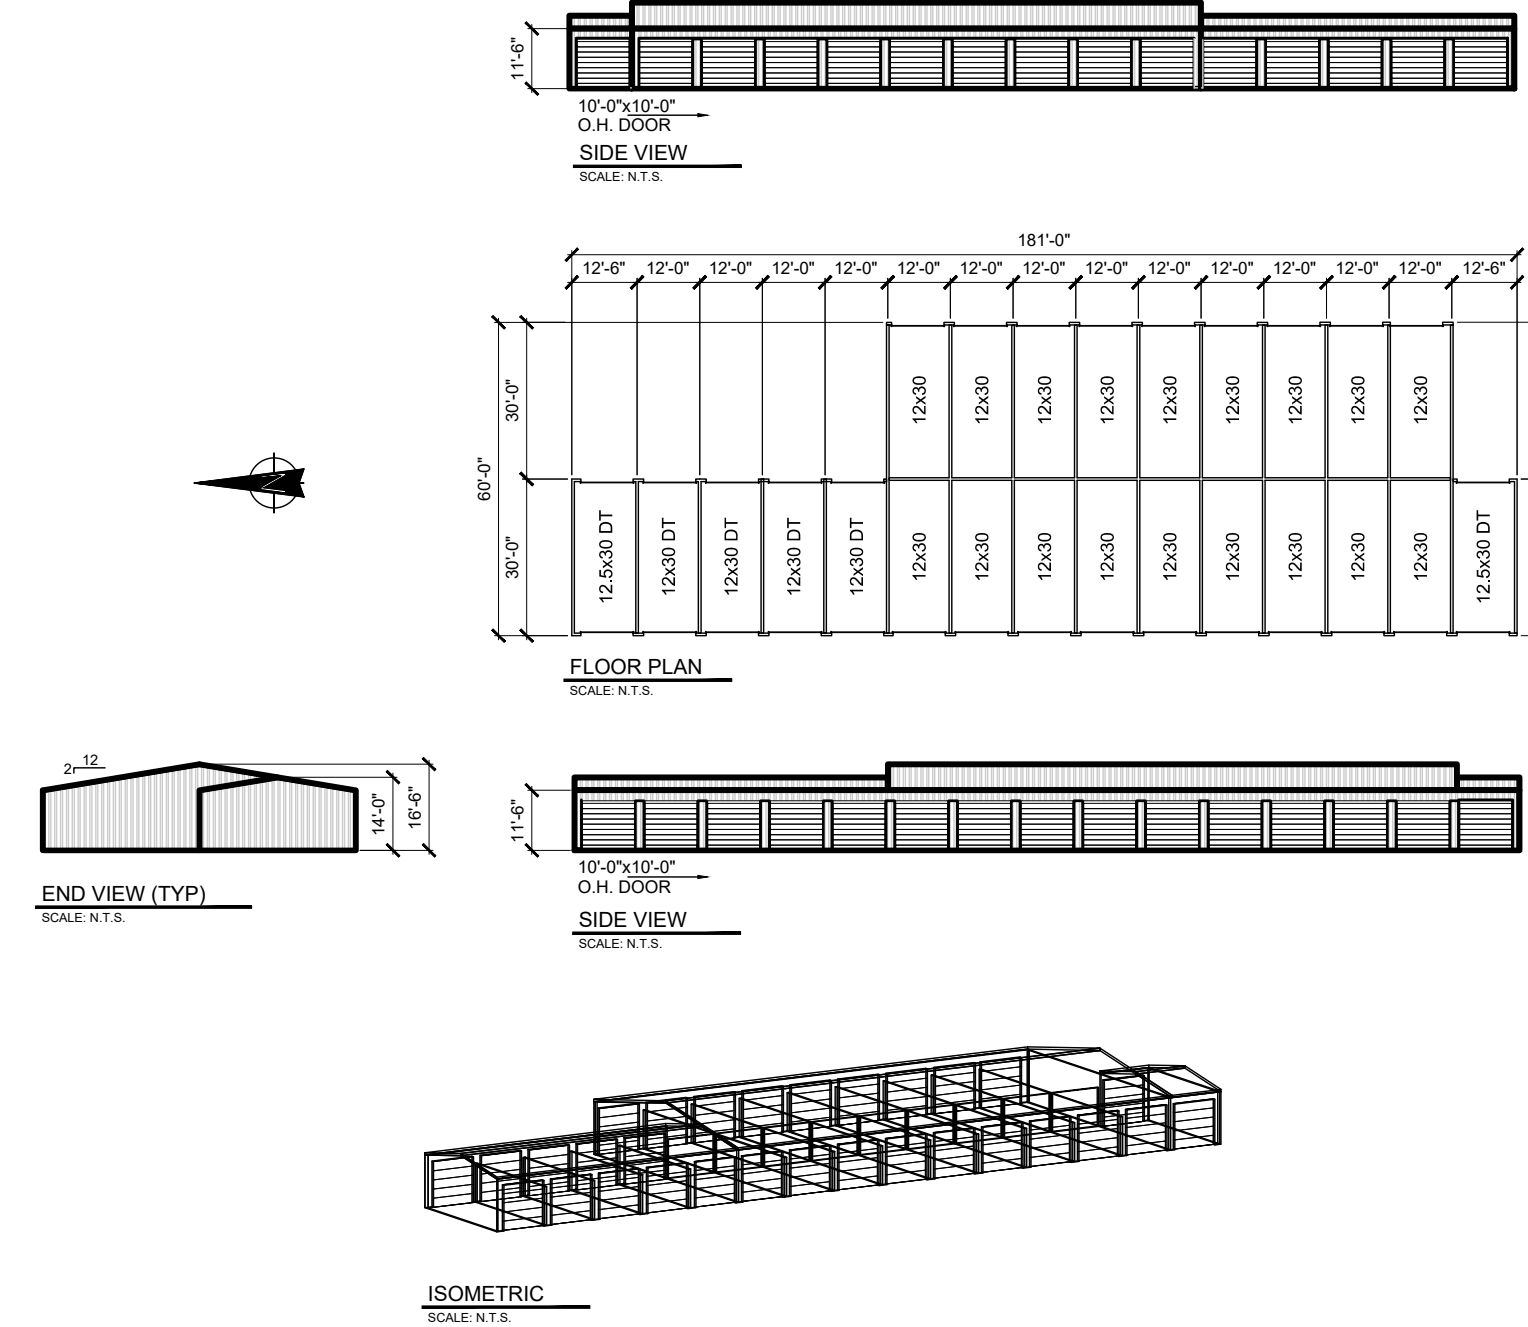 11'-6"
10'-0"x10'-0"
O.H. DOOR
SIDE VIEW
SCALE: N.T.S.
181'-0"
12'-6" 12'-0" 12'-0" 12'-0" 12'-0" 12'-0" 12'-0" 12'-0" 12'-0" 12'-0" 12'-0" 12'-0" 12'-0" 12'-0" 12'-6"
60'-0"
30'-0"
30'-0"
12x30 12x30 12x30 12x30 12x30 12x30 12x30 12x30 12x30
12.5x30 DT 12x30 DT 12x30 DT 12x30 DT 12x30 DT 12x30 12x30 12x30 12x30 12x30 12x30 12x30 12x30 12x30 12.5x30 DT
N
FLOOR PLAN
SCALE: N.T.S.
12
2
14'-0"
16'-6"
END VIEW (TYP)
SCALE: N.T.S.
11'-6"
10'-0"x10'-0"
O.H. DOOR
SIDE VIEW
SCALE: N.T.S.
ISOMETRIC
SCALE: N.T.S.